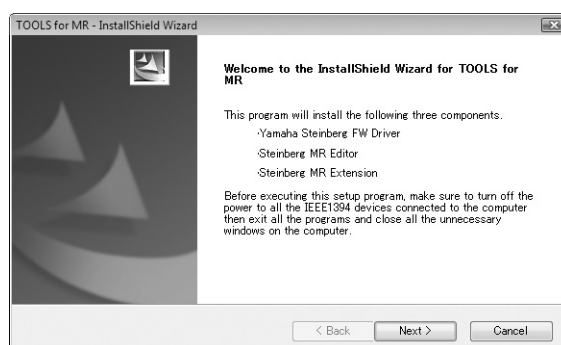 TOOLS for MR - InstallShield Wizard
Welcome to the InstallShield Wizard for TOOLS for
MR
This program will install the following three components.
·Yamaha Steinberg FW Driver
·Steinberg MR Editor
·Steinberg MR Extension
Before executing this setup program, make sure to turn off the
power to all the IEEE1394 devices connected to the computer
then exit all the programs and close all the unnecessary
windows on the computer.
< Back Next > Cancel